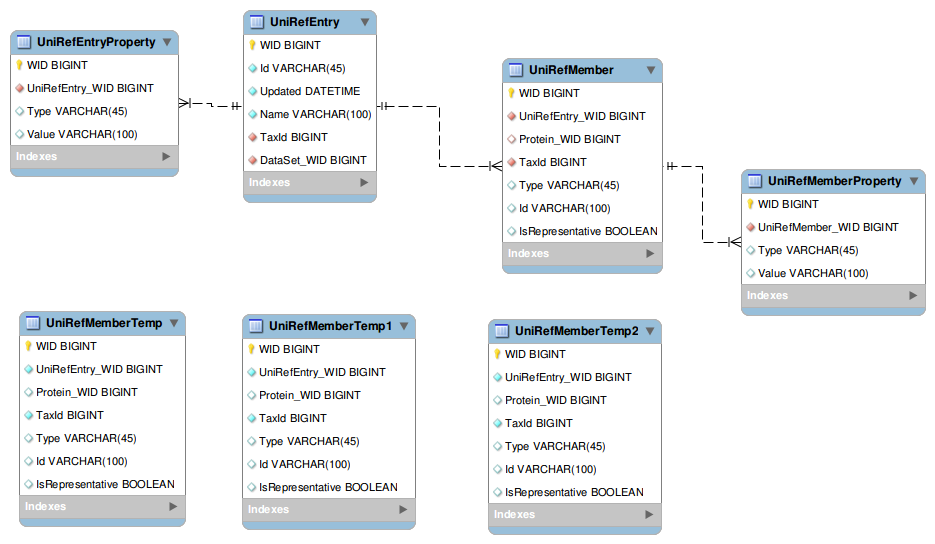 UniRefEntryProperty
WID BIGINT
UniRefEntry_WID BIGINT
Type VARCHAR(45)
Value VARCHAR(100)
Indexes
UniRefEntry
WID BIGINT
Id VARCHAR(45)
Updated DATETIME
Name VARCHAR(100)
TaxId BIGINT
DataSet_WID BIGINT
Indexes
UniRefMember
WID BIGINT
UniRefEntry_WID BIGINT
Protein_WID BIGINT
TaxId BIGINT
Type VARCHAR(45)
Id VARCHAR(100)
IsRepresentative BOOLEAN
Indexes
UniRefMemberProperty
WID BIGINT
UniRefMember_WID BIGINT
Type VARCHAR(45)
Value VARCHAR(100)
Indexes
UniRefMemberTemp
WID BIGINT
UniRefEntry_WID BIGINT
Protein_WID BIGINT
TaxId BIGINT
Type VARCHAR(45)
Id VARCHAR(100)
IsRepresentative BOOLEAN
Indexes
UniRefMemberTemp1
WID BIGINT
UniRefEntry_WID BIGINT
Protein_WID BIGINT
TaxId BIGINT
Type VARCHAR(45)
Id VARCHAR(100)
IsRepresentative BOOLEAN
Indexes
UniRefMemberTemp2
WID BIGINT
UniRefEntry_WID BIGINT
Protein_WID BIGINT
TaxId BIGINT
Type VARCHAR(45)
Id VARCHAR(100)
IsRepresentative BOOLEAN
Indexes